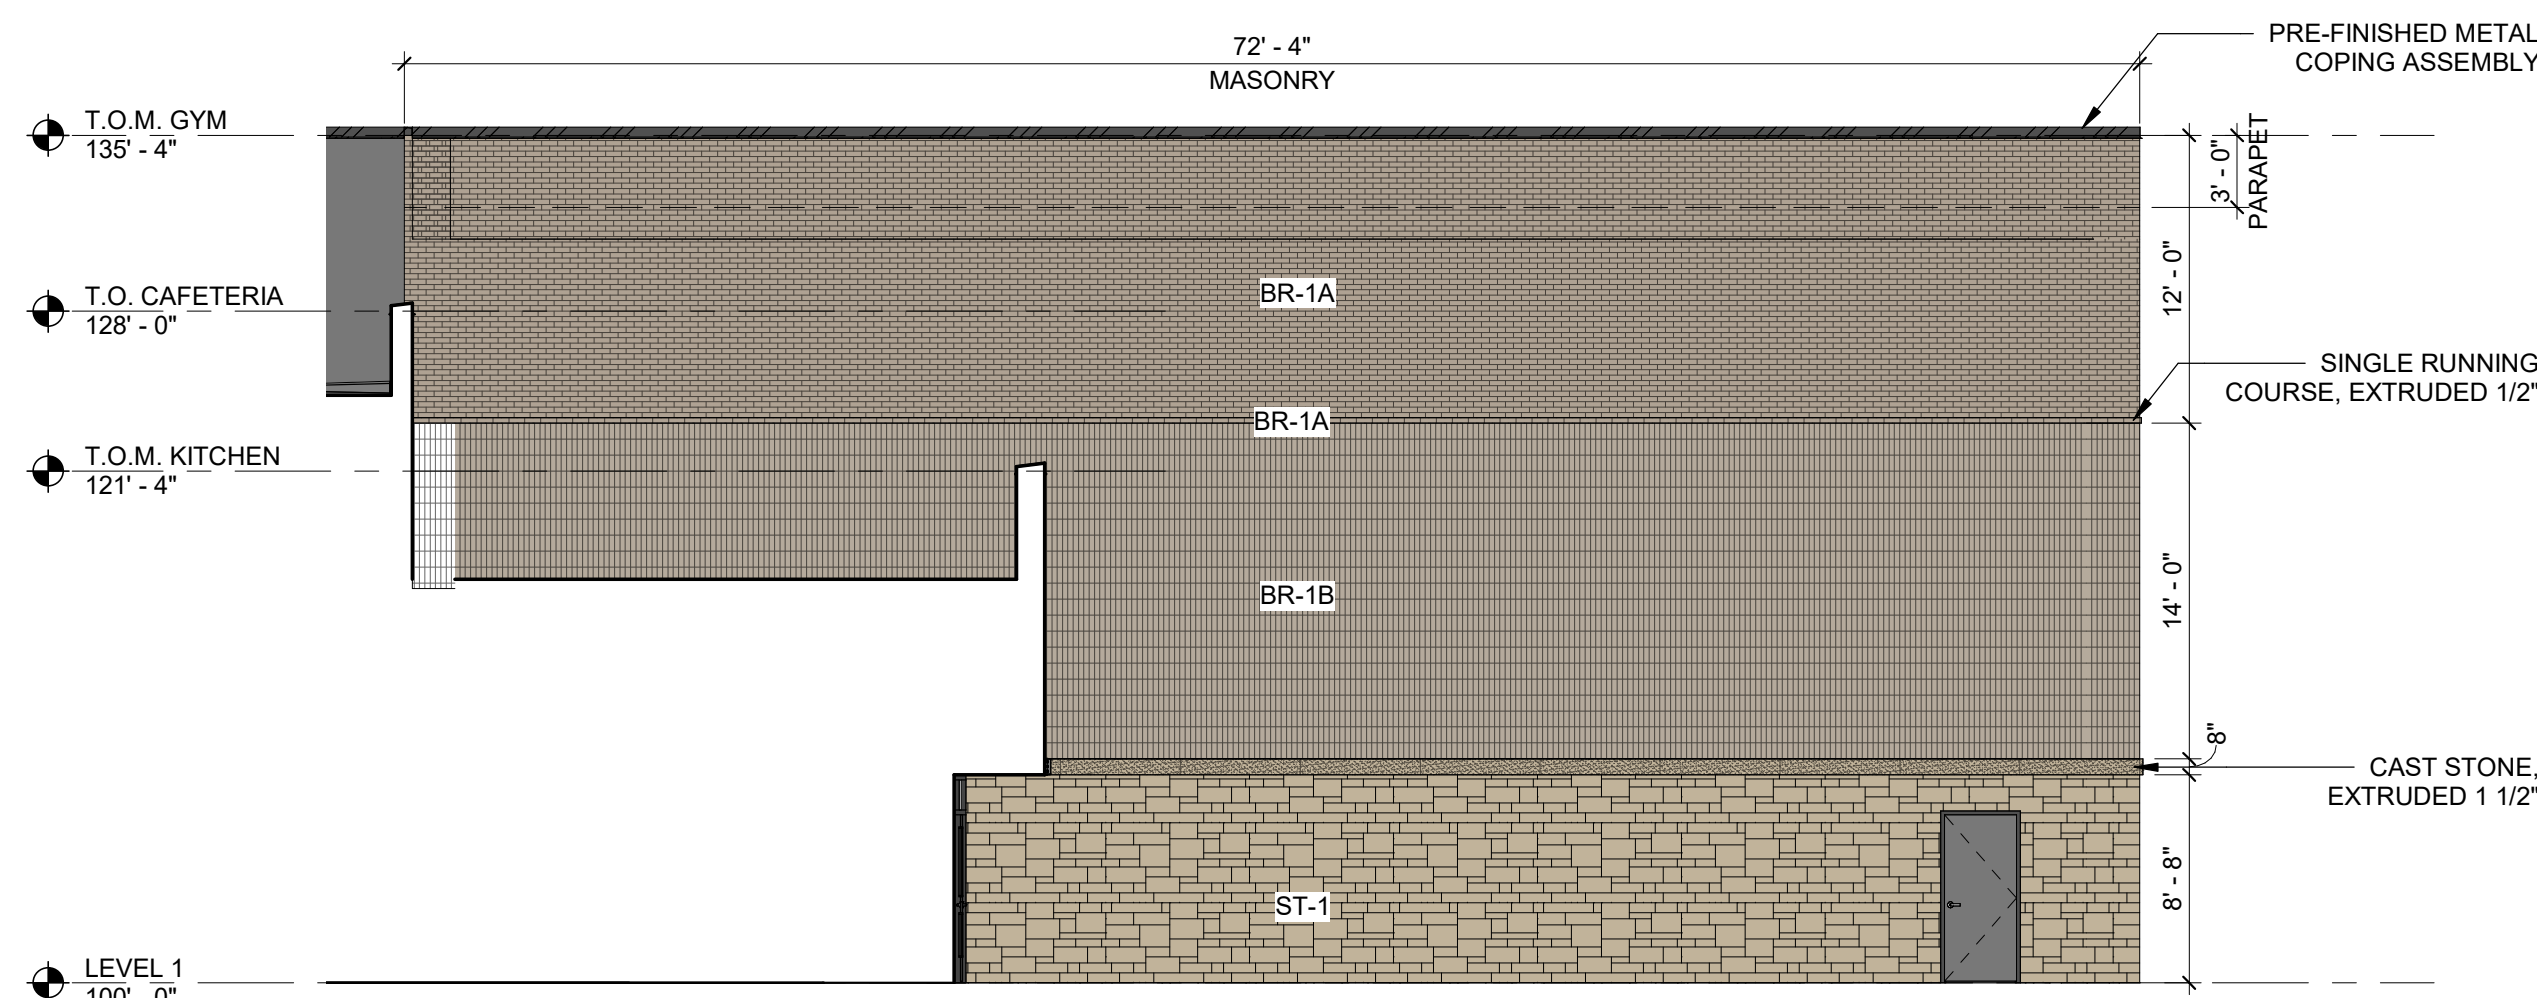 72' - 4"
MASONRY
PRE-FINISHED METAL
COPING ASSEMBLY
T.O.M. GYM
135' - 4"
3' - 0"
PARAPET
T.O. CAFETERIA
128' - 0"
BR-1A
12' - 0"
SINGLE RUNNING
COURSE, EXTRUDED 1/2"
BR-1A
T.O.M. KITCHEN
121' - 4"
BR-1B
14' - 0"
8"
CAST STONE,
EXTRUDED 1 1/2"
ST-1
8' - 8"
LEVEL 1
100' - 0"